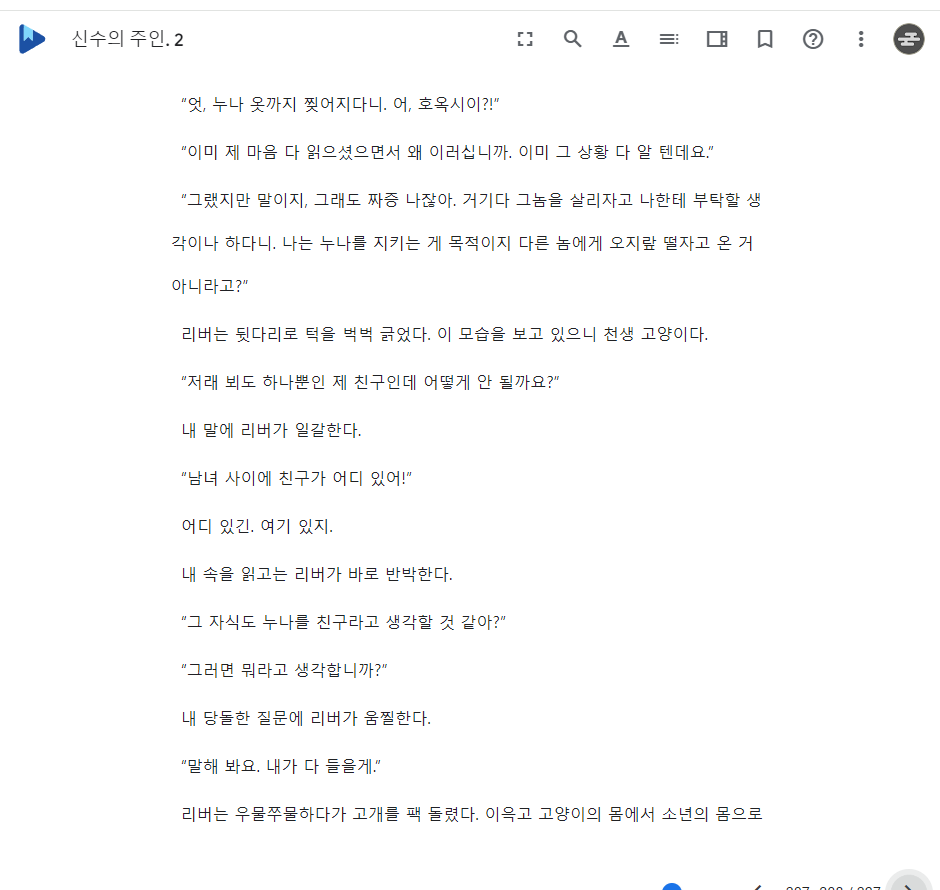 신수의 주인. 2
"엇, 누나 옷까지 찢어지다니. 어, 호옥시이?!"
"이미 제 마음 다 읽으셨으면서 왜 이러십니까. 이미 그 상황 다 알 텐데요."
"그랬지만 말이지, 그래도 짜증 나잖아. 거기다 그놈을 살리자고 나한테 부탁할 생
각이나 하다니. 나는 누나를 지키는 게 목적이지 다른 놈에게 오지랖 떨자고 온 거
아니라고?"
리버는 뒷다리로 턱을 벅벅 긁었다. 이 모습을 보고 있으니 천생 고양이다.
"저래 뵈도 하나뿐인 제 친구인데 어떻게 안 될까요?"
내 말에 리버가 일갈한다.
"남녀 사이에 친구가 어디 있어!"
어디 있긴. 여기 있지.
내 속을 읽고는 리버가 바로 반박한다.
"그 자식도 누나를 친구라고 생각할 것 같아?"
"그러면 뭐라고 생각합니까?"
내 당돌한 질문에 리버가 움찔한다.
"말해 봐요. 내가 다 들을게."
리버는 우물쭈물하다가 고개를 팩 돌렸다. 이윽고 고양이의 몸에서 소년의 몸으로